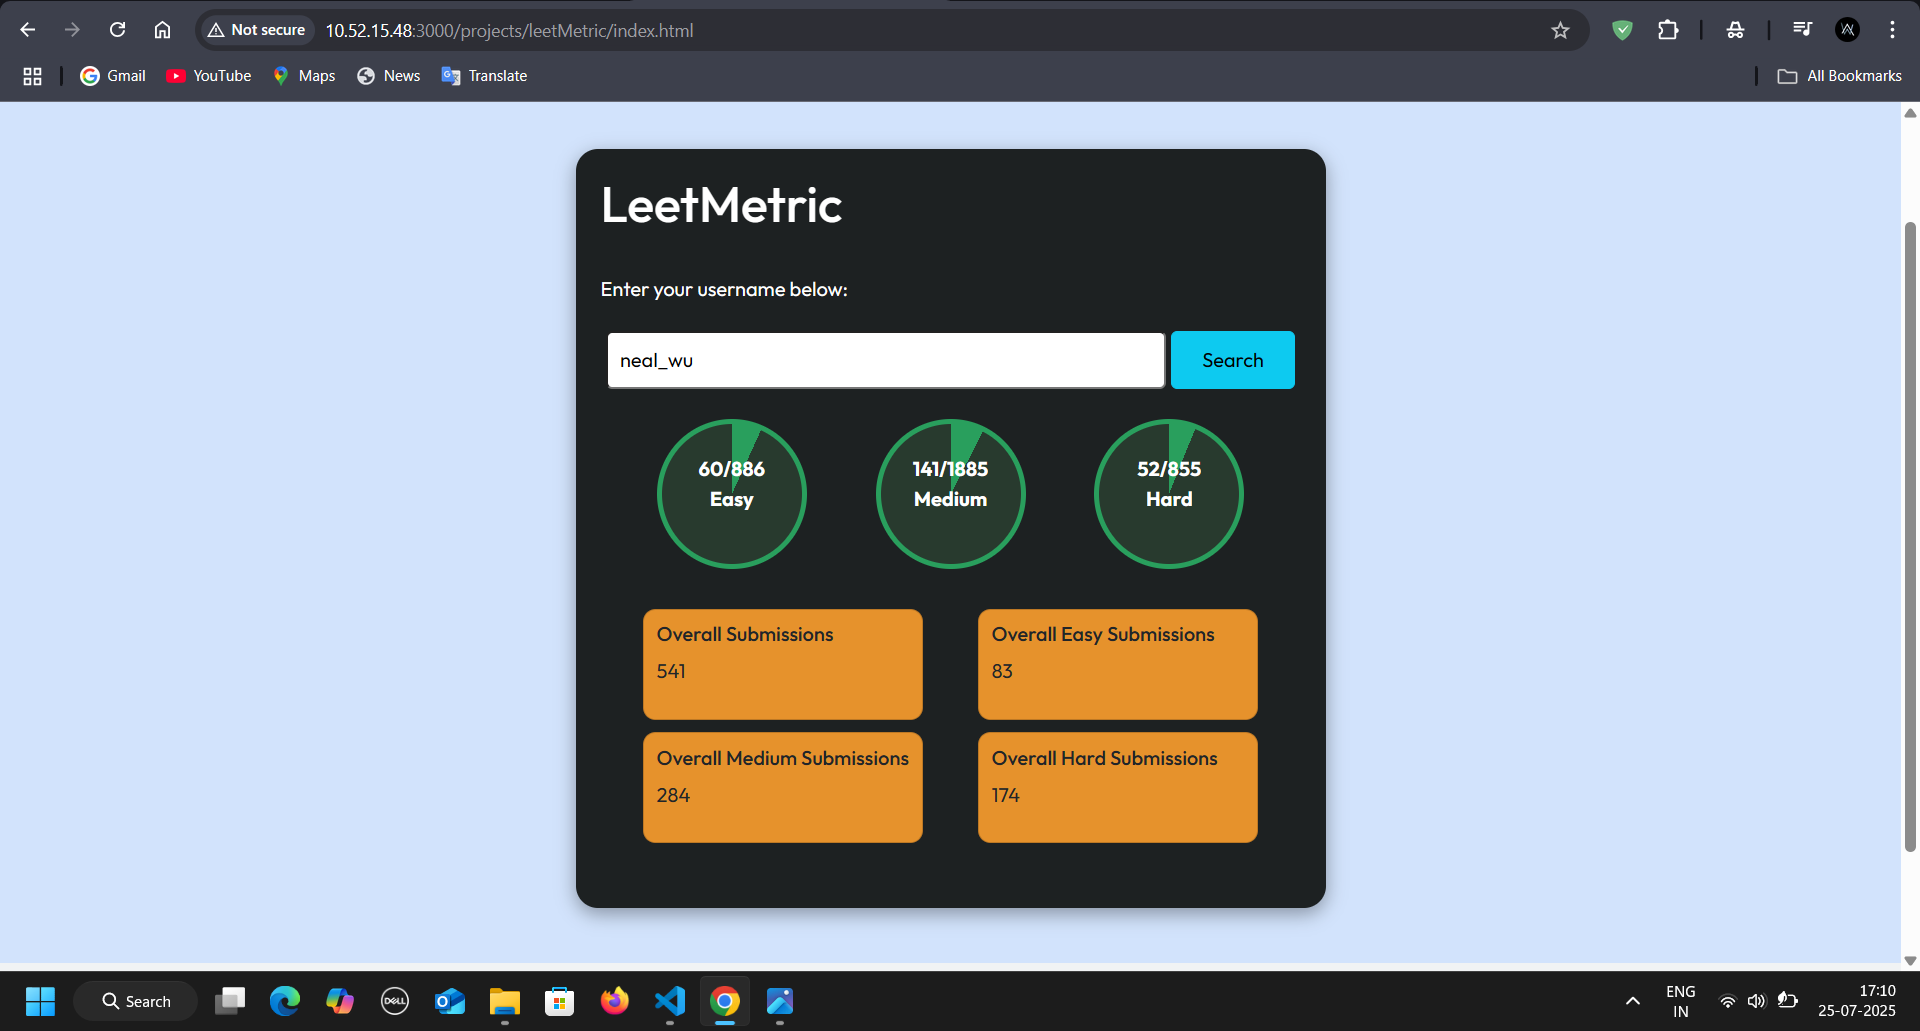 Not secure
10.52.15.48:3000/projects/leetMetric/index.html
Gmail
YouTube
Maps
News
Translate
All Bookmarks
LeetMetric
Enter your username below:
neal_wu
Search
60/886
Easy
141/1885
Medium
52/855
Hard
Overall Submissions
541
Overall Easy Submissions
83
Overall Medium Submissions
284
Overall Hard Submissions
174
Search
DELL
ENG
IN
17:10
25-07-2025